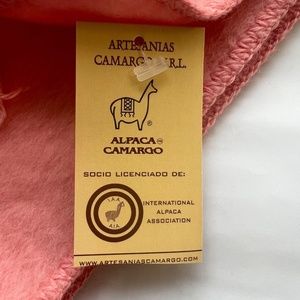 ARTESANIAS
CAMARGO S.R.L.
®
ALPACA
CAMARGO
SOCIO LICENCIADO DE:
I.A.A.
A.I.A.
INTERNATIONAL
ALPACA
ASSOCIATION
WWW.ARTESANIASCAMARGO.COM